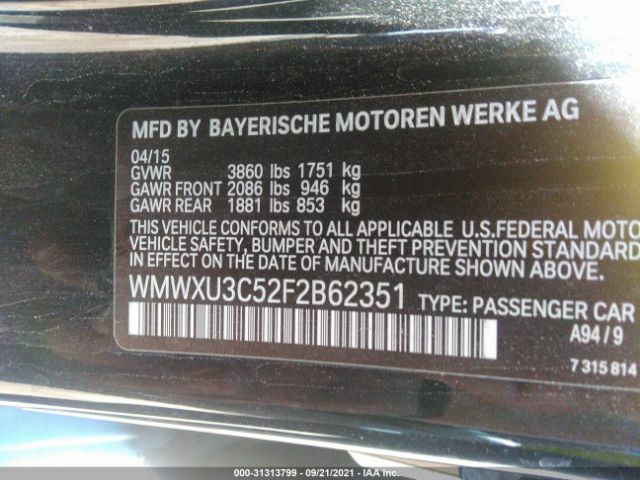 MFD BY BAYERISCHE MOTOREN WERKE AG
04/15
GVWR 3860 lbs 1751 kg
GAWR FRONT 2086 lbs 946 kg
GAWR REAR 1881 lbs 853 kg
THIS VEHICLE CONFORMS TO ALL APPLICABLE U.S.FEDERAL MOTO
VEHICLE SAFETY, BUMPER AND THEFT PREVENTION STANDARD
IN EFFECT ON THE DATE OF MANUFACTURE SHOWN ABOVE.
WMWXU3C52F2B62351 TYPE: PASSENGER CAR
A94/9
7 315 814
000-31313799 - 09/21/2021 - IAA Inc.